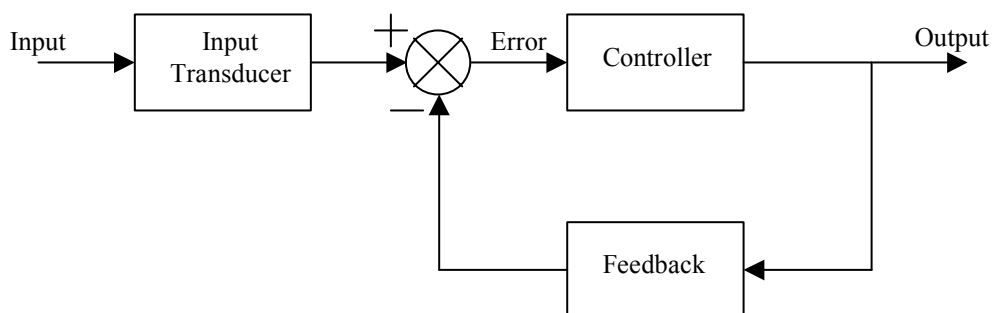 Input
Input
Transducer
+
−
Error
Controller
Output
Feedback